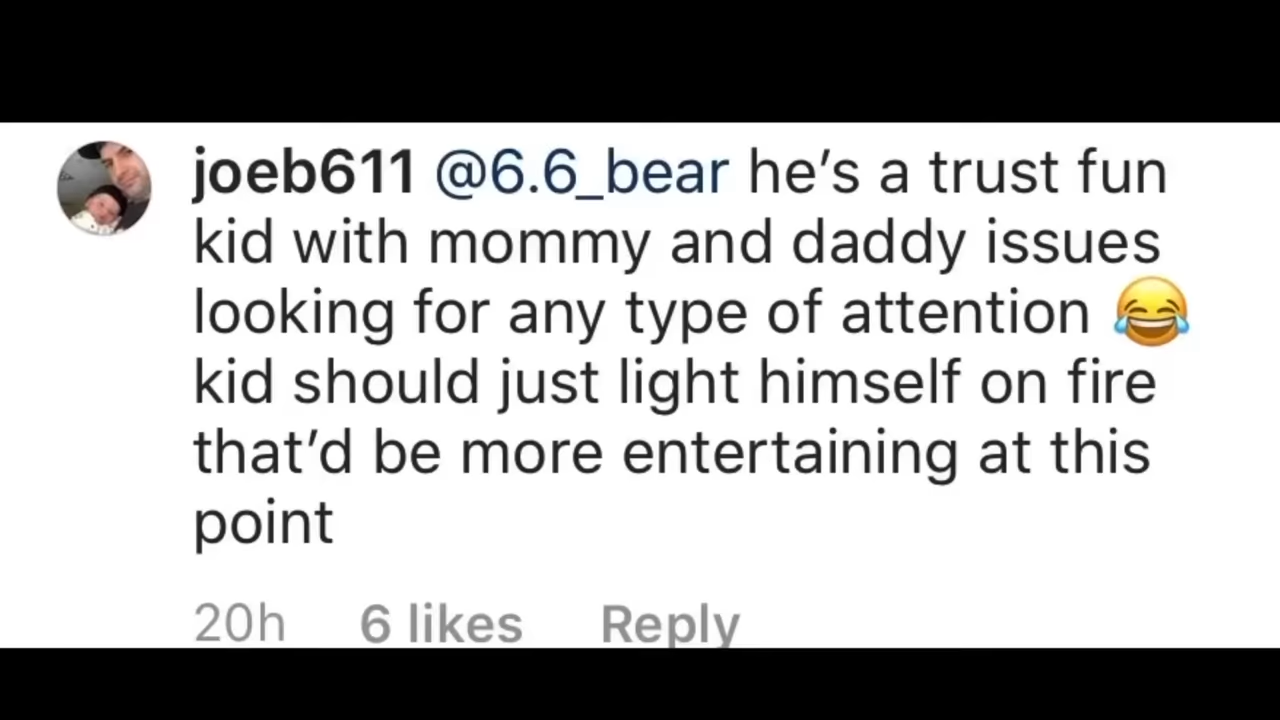 joeb611 @6.6_bear he’s a trust fun
kid with mommy and daddy issues
looking for any type of attention 😂
kid should just light himself on fire
that’d be more entertaining at this
point
20h 6 likes Reply